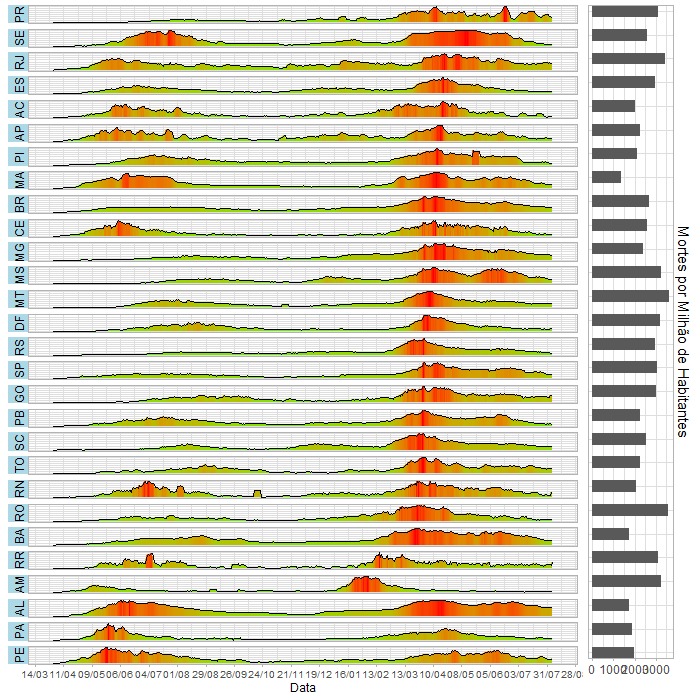 PR
SE
RJ
ES
AC
AP
PI
MA
BR
CE
MG
MS
MT
DF
RS
SP
GO
PB
SC
TO
RN
RO
BA
RR
AM
AL
PA
PE
14/03 11/04 09/05 06/06 04/07 01/08 29/08 26/09 24/10 21/11 19/12 16/01 13/02 13/03 10/04 08/05 05/06 03/07 31/07 28/0
Data
0 1000 2000 3000
Mortes por Milhão de Habitantes